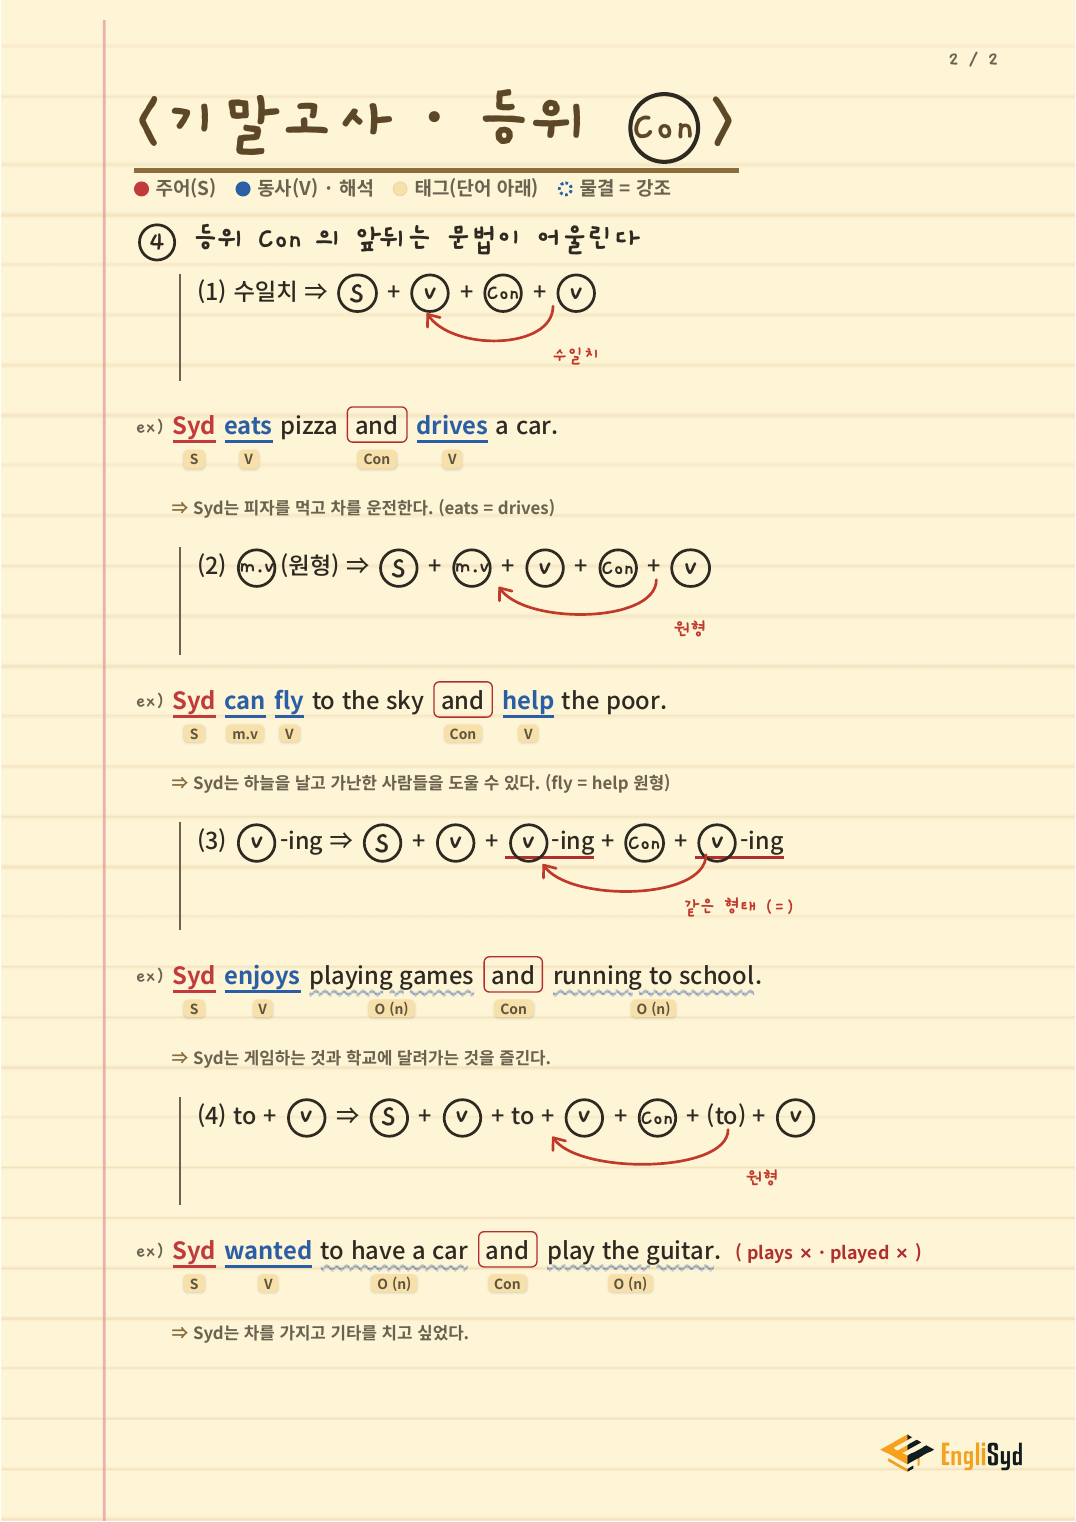 2 / 2
〈기말고사 · 등위 Con〉
주어(S) 동사(V) · 해석 태그(단어 아래) 물결 = 강조
④ 등위 Con 의 앞뒤는 문법이 어울린다
(1) 수일치 ⇒ S + V + Con + V
수일치
ex) Syd eats pizza and drives a car.
S V Con V
⇒ Syd는 피자를 먹고 차를 운전한다. (eats = drives)
(2) m.v (원형) ⇒ S + m.v + V + Con + V
원형
ex) Syd can fly to the sky and help the poor.
S m.v V Con V
⇒ Syd는 하늘을 날고 가난한 사람들을 도울 수 있다. (fly = help 원형)
(3) V -ing ⇒ S + V + V -ing + Con + V -ing
같은 형태 (=)
ex) Syd enjoys playing games and running to school.
S V O (n) Con O (n)
⇒ Syd는 게임하는 것과 학교에 달려가는 것을 즐긴다.
(4) to + V ⇒ S + V + to + V + Con + (to) + V
원형
ex) Syd wanted to have a car and play the guitar. ( plays × · played × )
S V O (n) Con O (n)
⇒ Syd는 차를 가지고 기타를 치고 싶었다.
EngliSyd